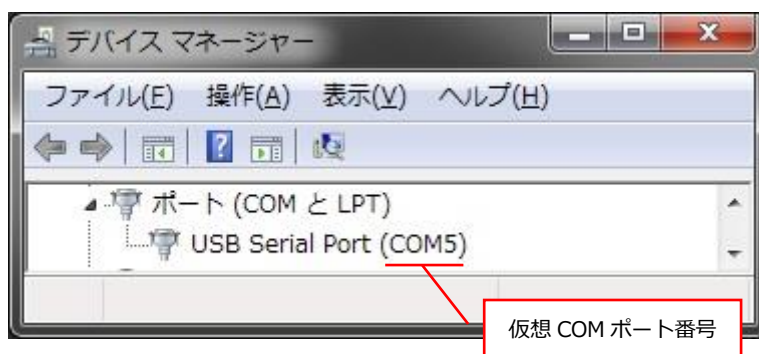 デバイス マネージャー
ファイル(F) 操作(A) 表示(V) ヘルプ(H)
ポート (COM と LPT)
USB Serial Port (COM5)
仮想 COM ポート番号